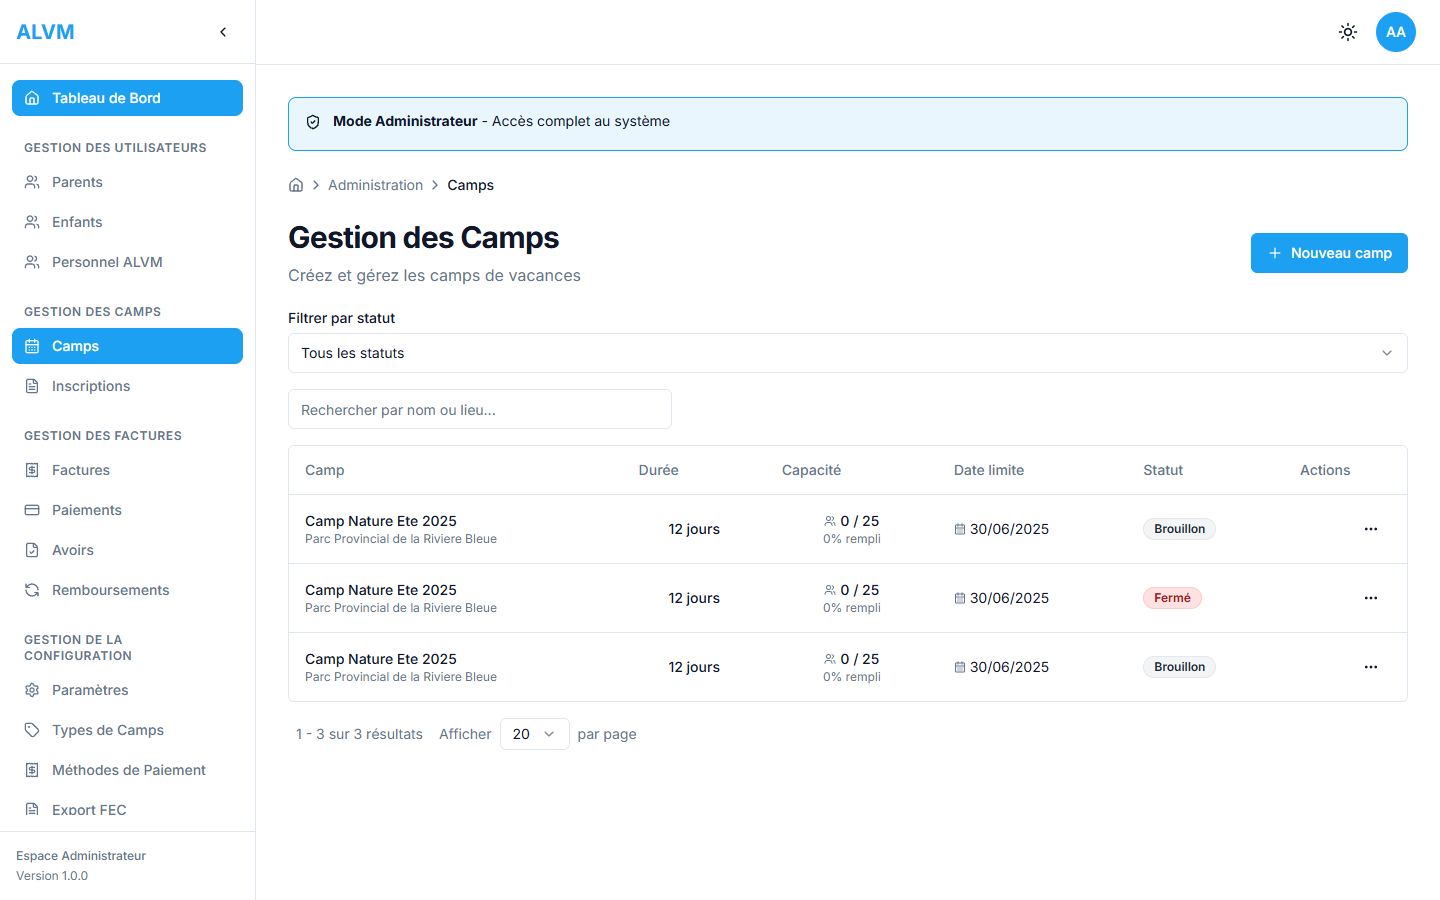 ALVM
AA
Tableau de Bord
GESTION DES UTILISATEURS
Parents
Enfants
Personnel ALVM
GESTION DES CAMPS
Camps
Inscriptions
GESTION DES FACTURES
Factures
Paiements
Avoirs
Remboursements
GESTION DE LA
CONFIGURATION
Paramètres
Types de Camps
Méthodes de Paiement
Export FEC
Espace Administrateur
Version 1.0.0
Mode Administrateur - Accès complet au système
Administration Camps
Gestion des Camps
Créez et gérez les camps de vacances
Nouveau camp
Filtrer par statut
Tous les statuts
Rechercher par nom ou lieu...
Camp Durée Capacité Date limite Statut Actions
Camp Nature Ete 2025 12 jours 0 / 25 30/06/2025 Brouillon
Parc Provincial de la Riviere Bleue 0% rempli
Camp Nature Ete 2025 12 jours 0 / 25 30/06/2025 Fermé
Parc Provincial de la Riviere Bleue 0% rempli
Camp Nature Ete 2025 12 jours 0 / 25 30/06/2025 Brouillon
Parc Provincial de la Riviere Bleue 0% rempli
1 - 3 sur 3 résultats Afficher 20 par page